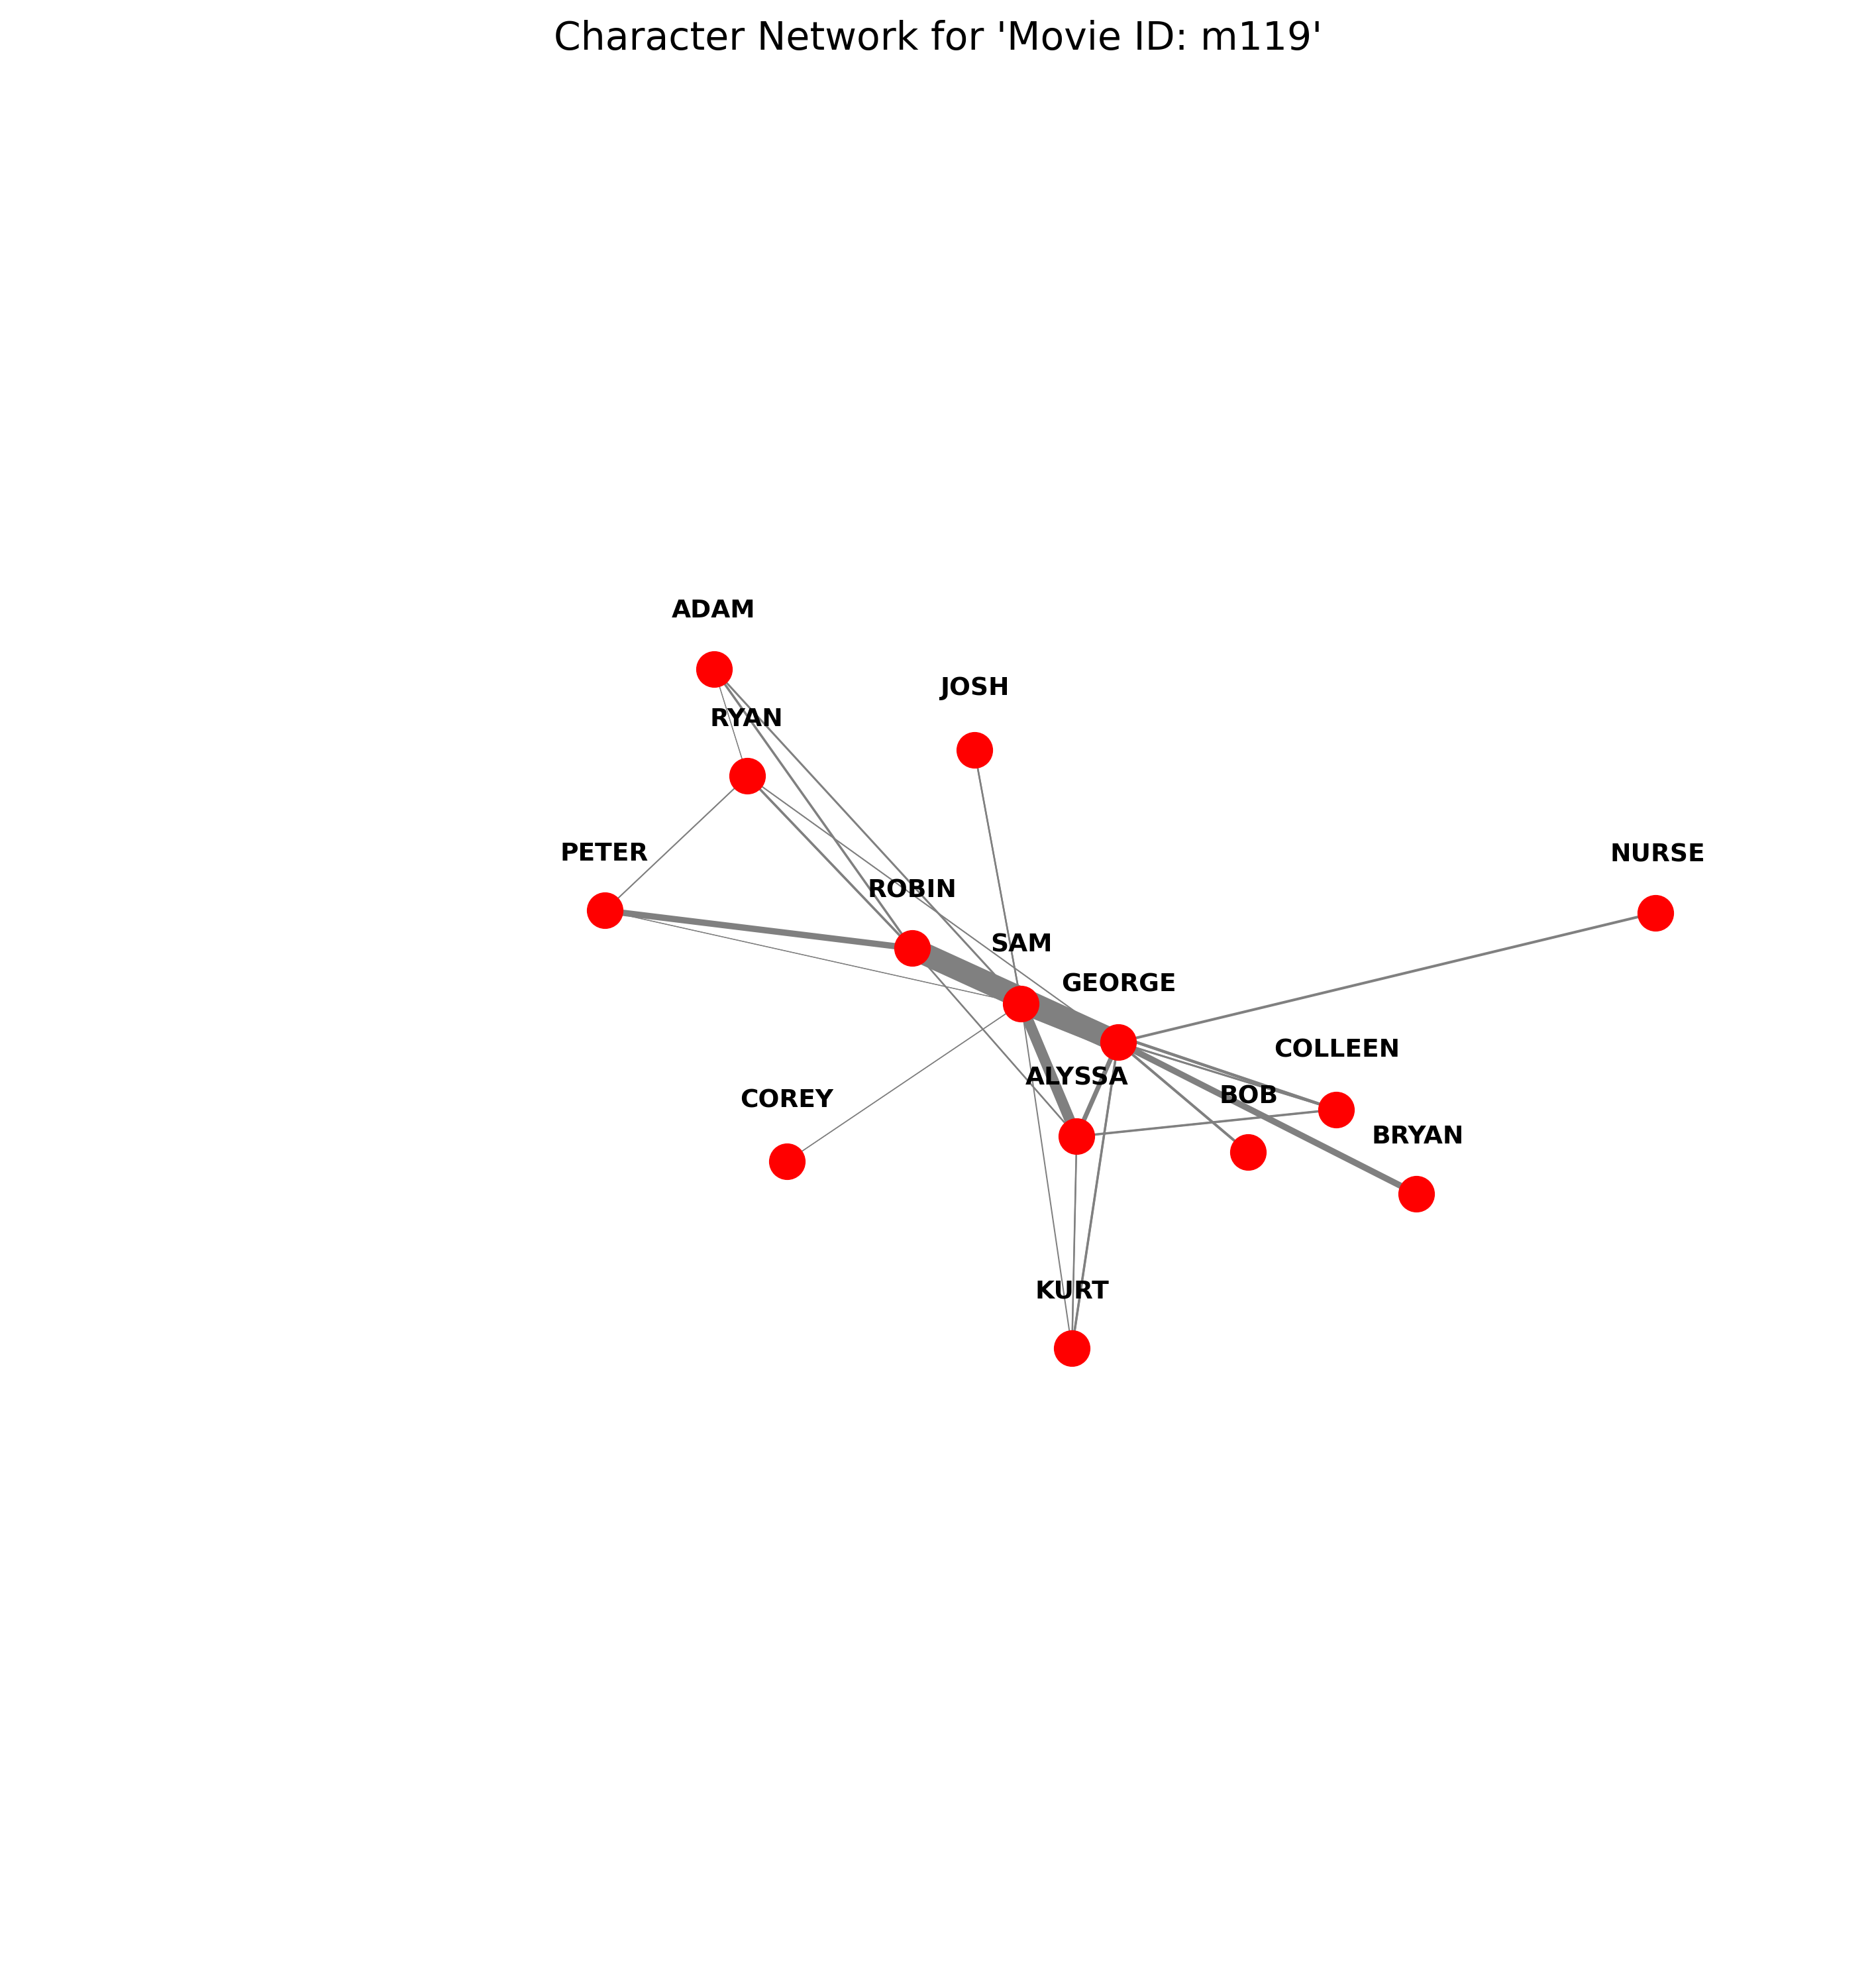 Character Network for 'Movie ID: m119'
ADAM
JOSH
RYAN
PETER
NURSE
ROBIN
SAM
GEORGE
COLLEEN
ALYSSA
BOB
COREY
BRYAN
KURT